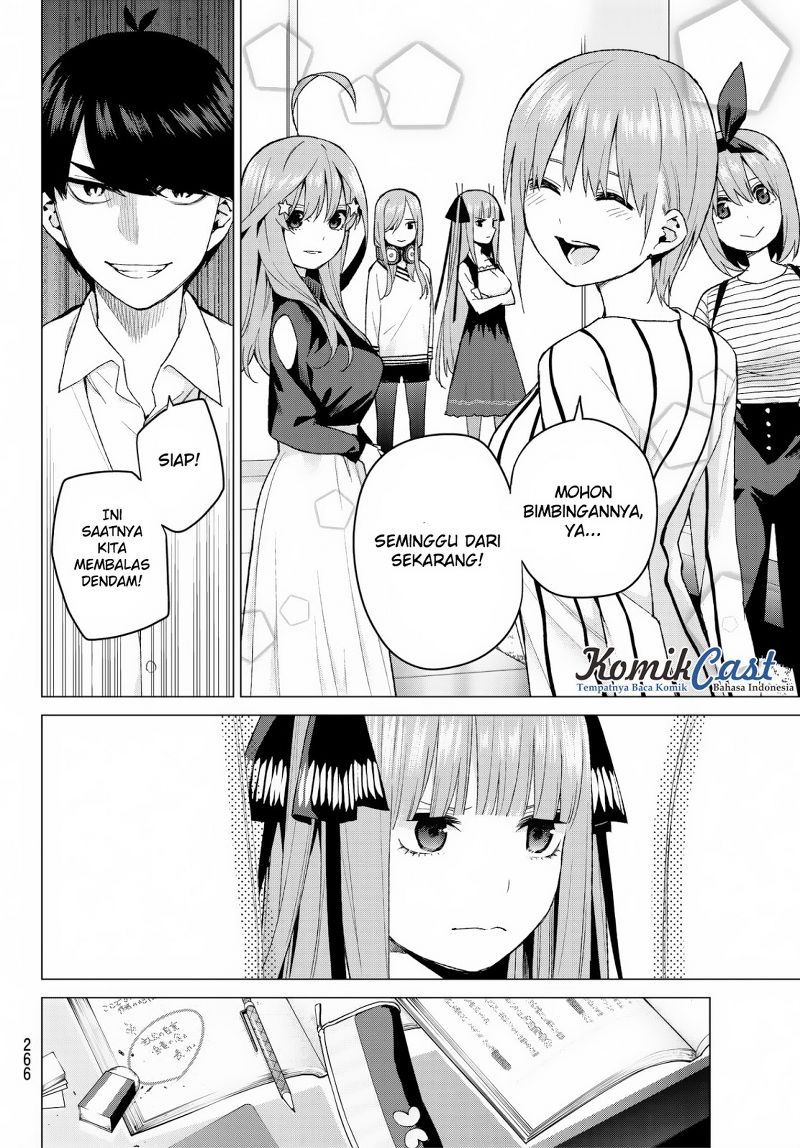 MOHON
BIMBINGANNYA,
YA...
SEMINGGU DARI
SEKARANG!
SIAP!
INI
SAATNYA
KITA
MEMBALAS
DENDAM!
KomikCast
Tempatnya Baca Komik Bahasa Indonesia
266